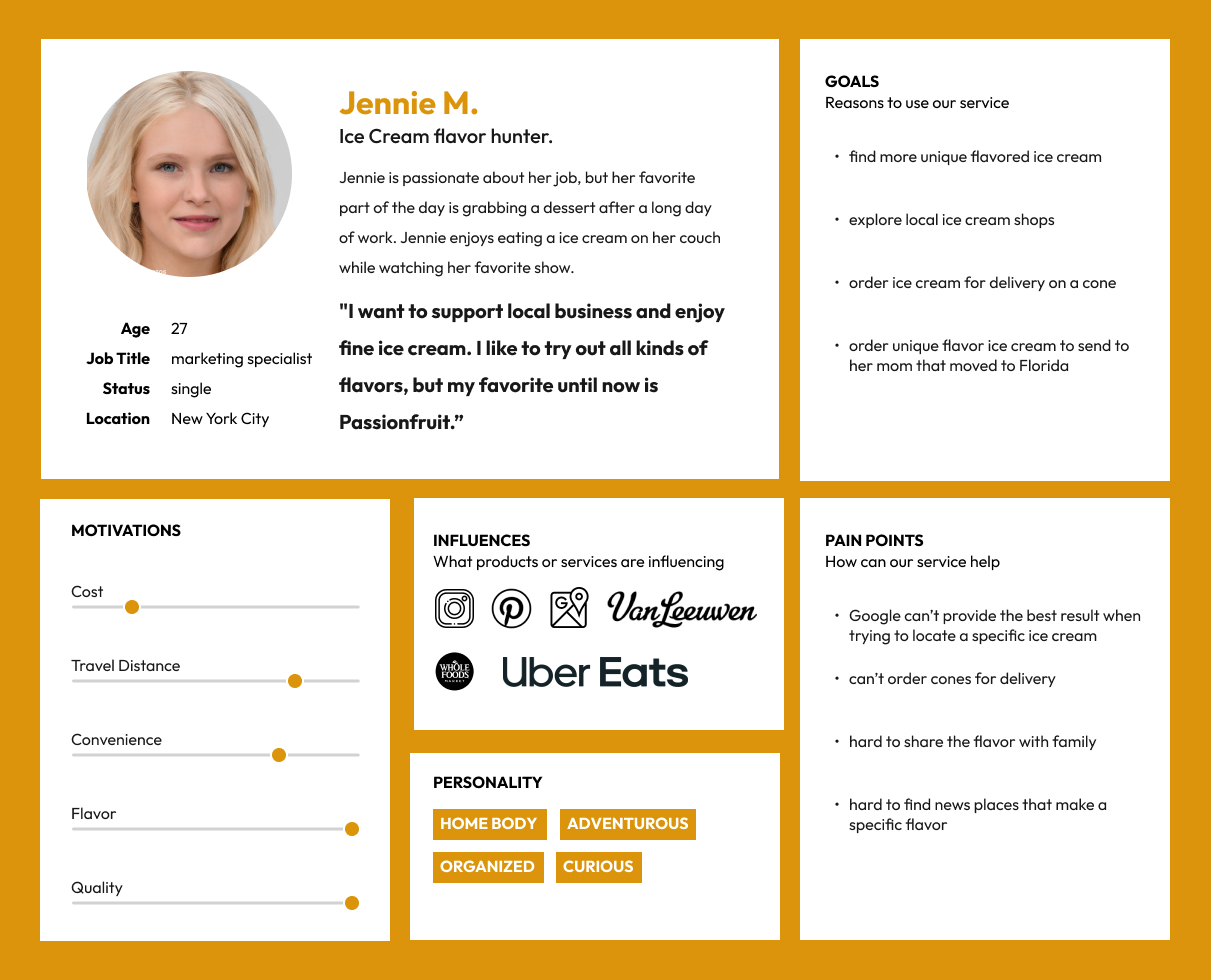 Jennie M.
Ice Cream flavor hunter.
Jennie is passionate about her job, but her favorite
part of the day is grabbing a dessert after a long day
of work. Jennie enjoys eating a ice cream on her couch
while watching her favorite show.
"I want to support local business and enjoy
fine ice cream. I like to try out all kinds of
flavors, but my favorite until now is
Passionfruit.”
Age 27
Job Title marketing specialist
Status single
Location New York City
GOALS
Reasons to use our service
• find more unique flavored ice cream
• explore local ice cream shops
• order ice cream for delivery on a cone
• order unique flavor ice cream to send to
her mom that moved to Florida
MOTIVATIONS
Cost
Travel Distance
Convenience
Flavor
Quality
INFLUENCES
What products or services are influencing
G
Van Leeuwen
WHOLE
FOODS
MARKET
Uber Eats
PERSONALITY
HOME BODY ADVENTUROUS
ORGANIZED CURIOUS
PAIN POINTS
How can our service help
• Google can’t provide the best result when
trying to locate a specific ice cream
• can’t order cones for delivery
• hard to share the flavor with family
• hard to find news places that make a
specific flavor